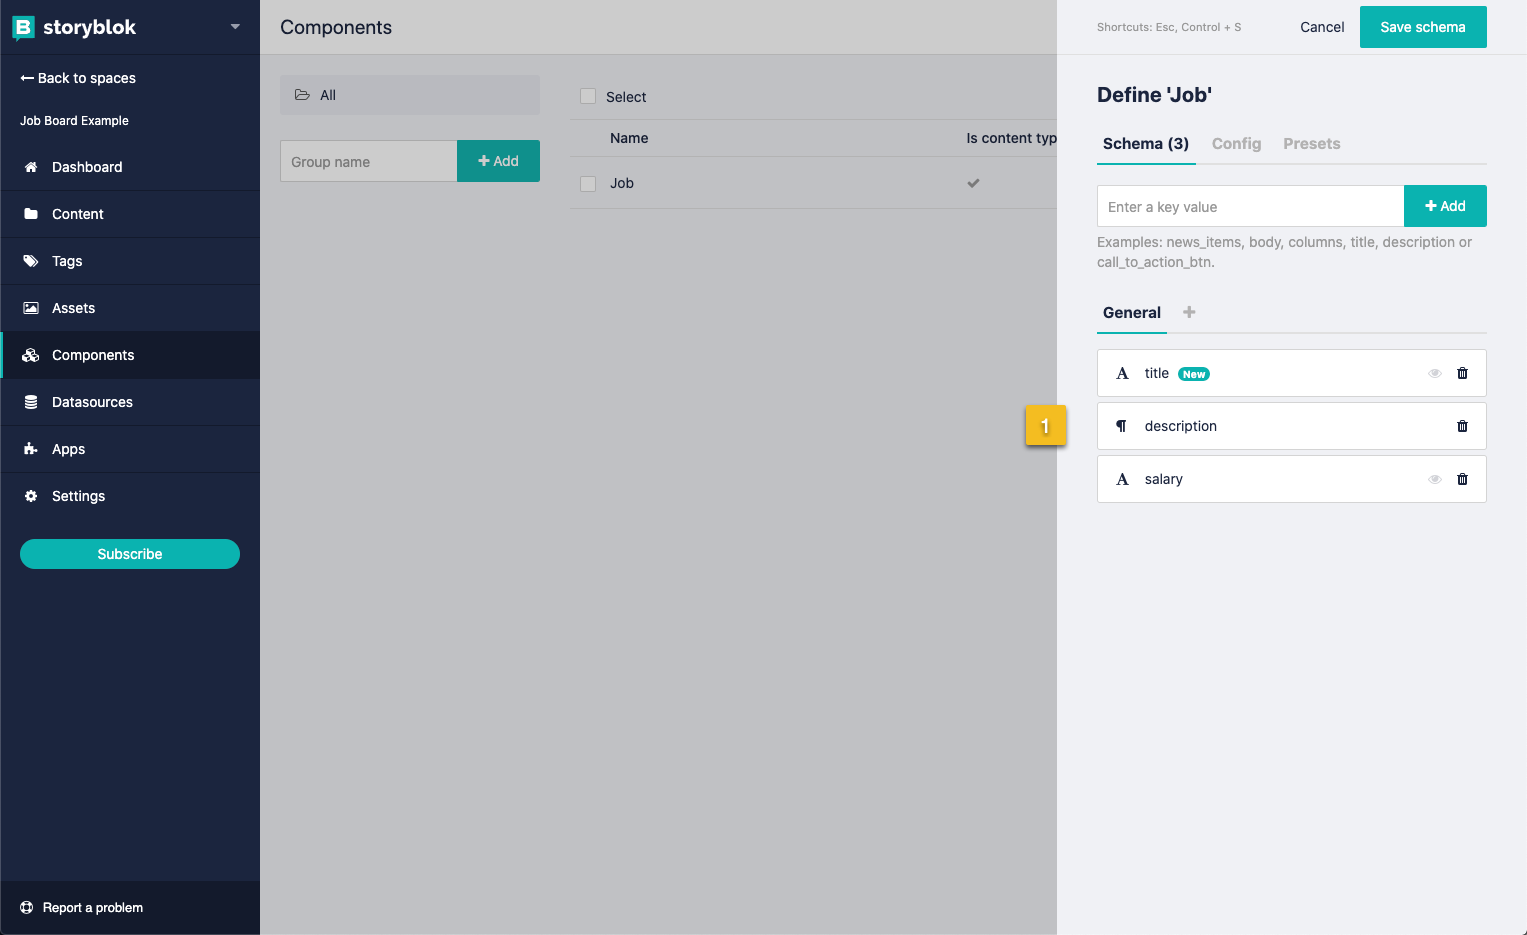 storyblok
Back to spaces
Job Board Example
Dashboard
Content
Tags
Assets
Components
Datasources
Apps
Settings
Subscribe
Report a problem
Components
All
Group name
Add
Select
Name
Is content typ
Job
Shortcuts: Esc, Control + S
Cancel
Save schema
Define 'Job'
Schema (3) Config Presets
Enter a key value
Add
Examples: news_items, body, columns, title, description or
call_to_action_btn.
General
title New
1
description
salary